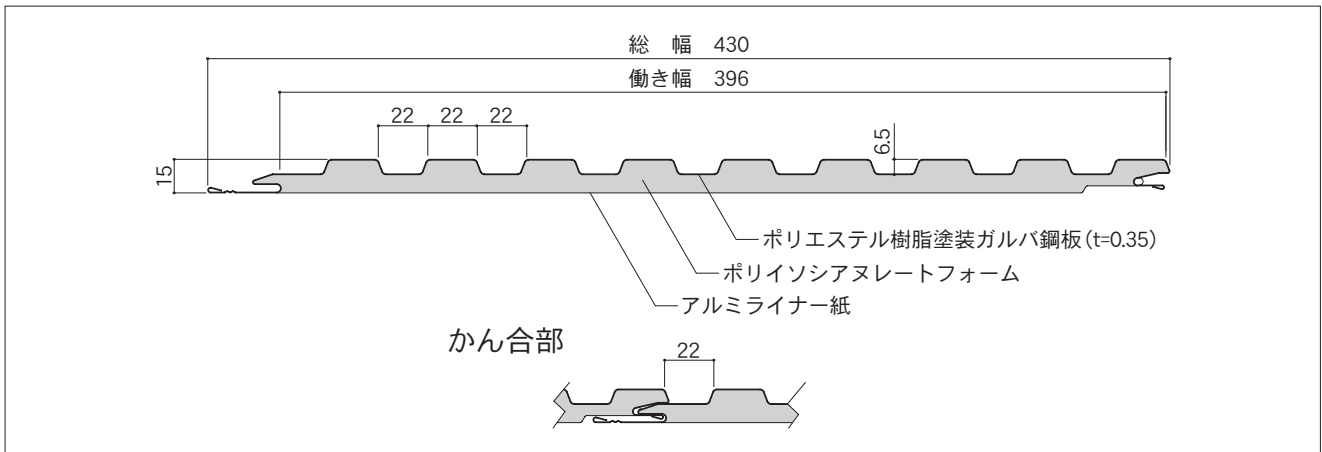 総　幅　430
働き幅　396
22 22 22
6.5
15
ポリエステル樹脂塗装ガルバ鋼板(t=0.35)
ポリイソシアヌレートフォーム
アルミライナー紙
かん合部
22